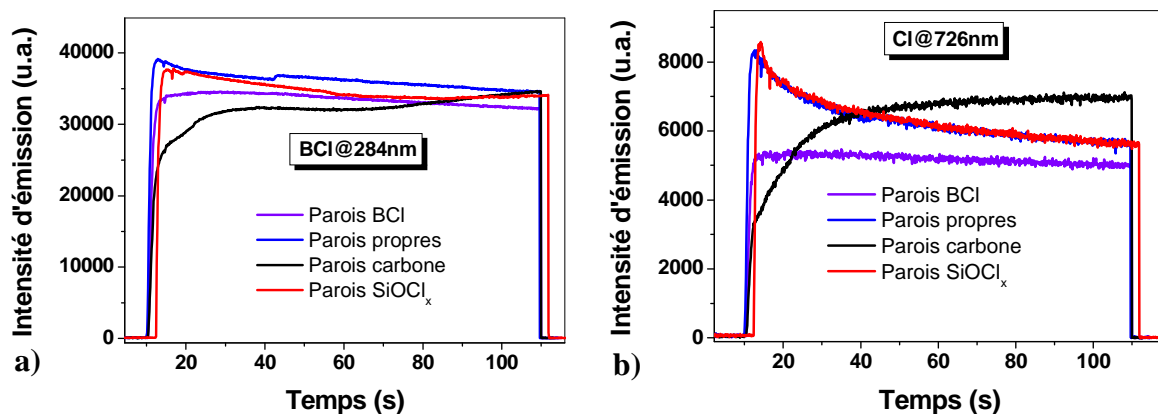 Intensité d'émission (u.a.)
40000
30000
20000
10000
0
BCl@284nm
Parois BCl
Parois propres
Parois carbone
Parois SiOClx
20
40
60
80
100
Temps (s)
a)
Intensité d'émission (u.a.)
8000
6000
4000
2000
0
Cl@726nm
Parois BCl
Parois propres
Parois carbone
Parois SiOClx
20
40
60
80
100
Temps (s)
b)